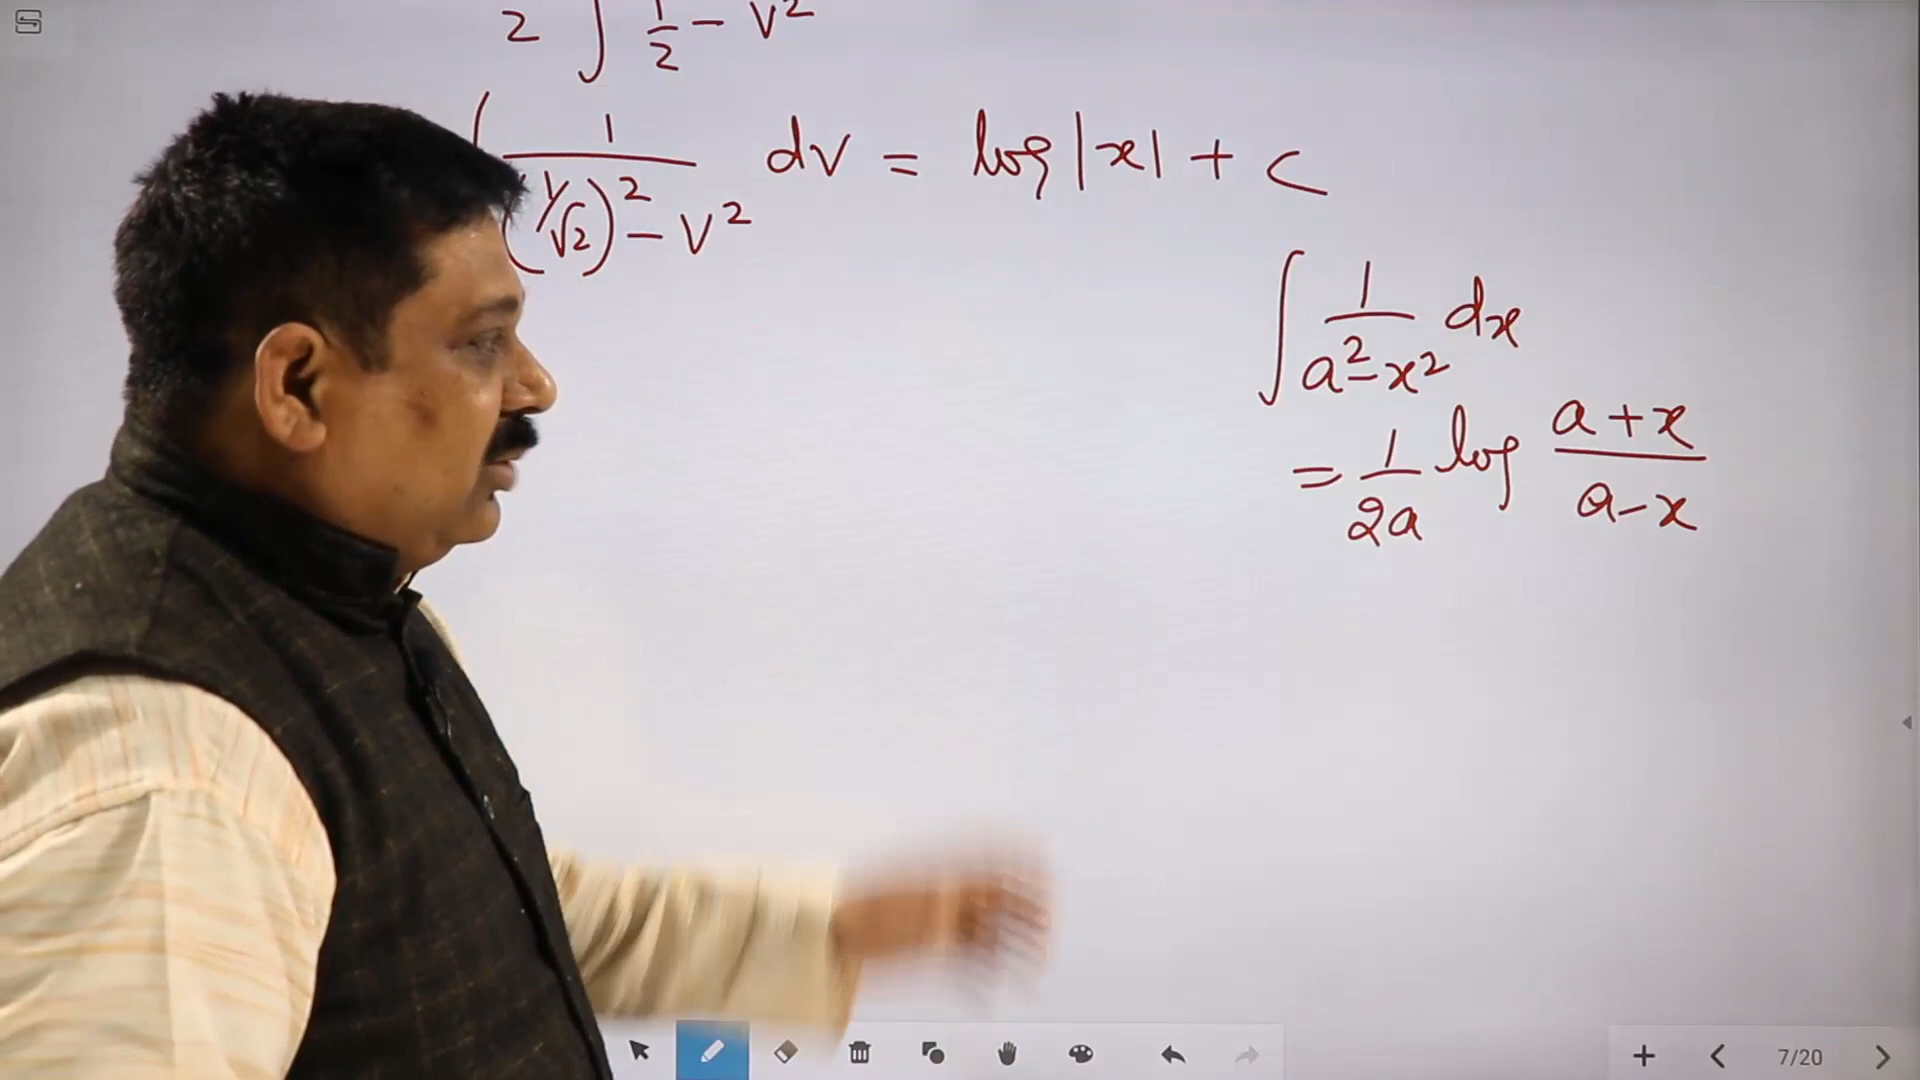 2 ∫ 1/2 - v²
∫ 1/((1/√2)² - v²) dv = log|x| + c
∫ 1/(a² - x²) dx
= 1/2a log (a+x)/(a-x)
7/20